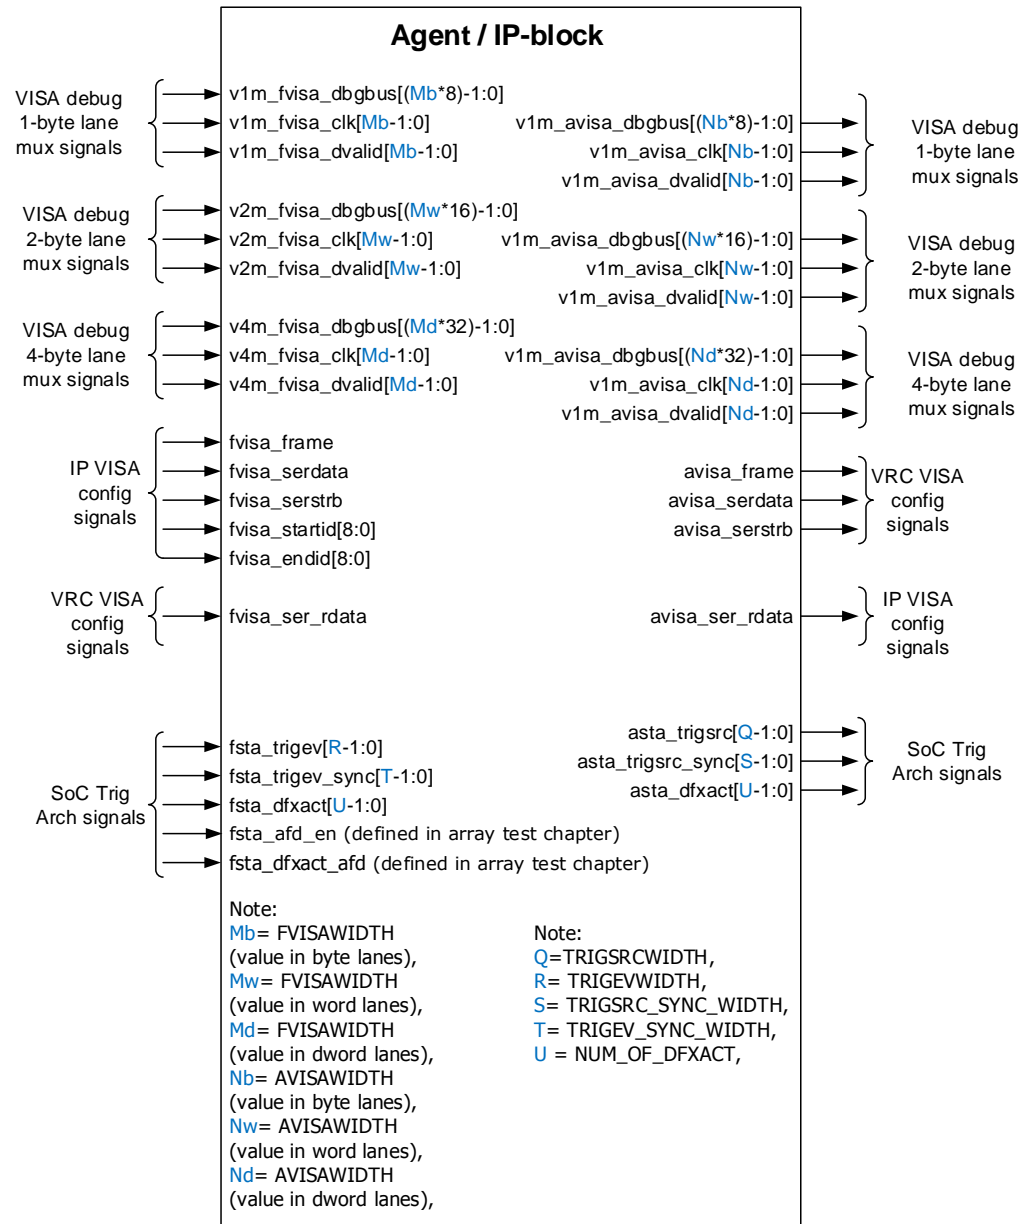 Agent / IP-block
VISA debug
1-byte lane
mux signals
v1m_fvisa_dbgbus[(Mb*8)-1:0]
v1m_fvisa_clk[Mb-1:0]
v1m_fvisa_dvalid[Mb-1:0]
v1m_avisa_dbgbus[(Nb*8)-1:0]
v1m_avisa_clk[Nb-1:0]
v1m_avisa_dvalid[Nb-1:0]
VISA debug
1-byte lane
mux signals
VISA debug
2-byte lane
mux signals
v2m_fvisa_dbgbus[(Mw*16)-1:0]
v2m_fvisa_clk[Mw-1:0]
v2m_fvisa_dvalid[Mw-1:0]
v1m_avisa_dbgbus[(Nw*16)-1:0]
v1m_avisa_clk[Nw-1:0]
v1m_avisa_dvalid[Nw-1:0]
VISA debug
2-byte lane
mux signals
VISA debug
4-byte lane
mux signals
v4m_fvisa_dbgbus[(Md*32)-1:0]
v4m_fvisa_clk[Md-1:0]
v4m_fvisa_dvalid[Md-1:0]
v1m_avisa_dbgbus[(Nd*32)-1:0]
v1m_avisa_clk[Nd-1:0]
v1m_avisa_dvalid[Nd-1:0]
VISA debug
4-byte lane
mux signals
IP VISA
config
signals
fvisa_frame
fvisa_serdata
fvisa_serstrb
fvisa_startid[8:0]
fvisa_endid[8:0]
avisa_frame
avisa_serdata
avisa_serstrb
VRC VISA
config
signals
VRC VISA
config
signals
fvisa_ser_rdata
avisa_ser_rdata
IP VISA
config
signals
SoC Trig
Arch signals
fsta_trigev[R-1:0]
fsta_trigev_sync[T-1:0]
fsta_dfxact[U-1:0]
fsta_afd_en (defined in array test chapter)
fsta_dfxact_afd (defined in array test chapter)
asta_trigsrc[Q-1:0]
asta_trigsrc_sync[S-1:0]
asta_dfxact[U-1:0]
SoC Trig
Arch signals
Note:
Mb= FVISAWIDTH
(value in byte lanes),
Mw= FVISAWIDTH
(value in word lanes),
Md= FVISAWIDTH
(value in dword lanes),
Nb= AVISAWIDTH
(value in byte lanes),
Nw= AVISAWIDTH
(value in word lanes),
Nd= AVISAWIDTH
(value in dword lanes),
Note:
Q=TRIGSRCWIDTH,
R= TRIGEVWIDTH,
S= TRIGSRC_SYNC_WIDTH,
T= TRIGEV_SYNC_WIDTH,
U = NUM_OF_DFXACT,